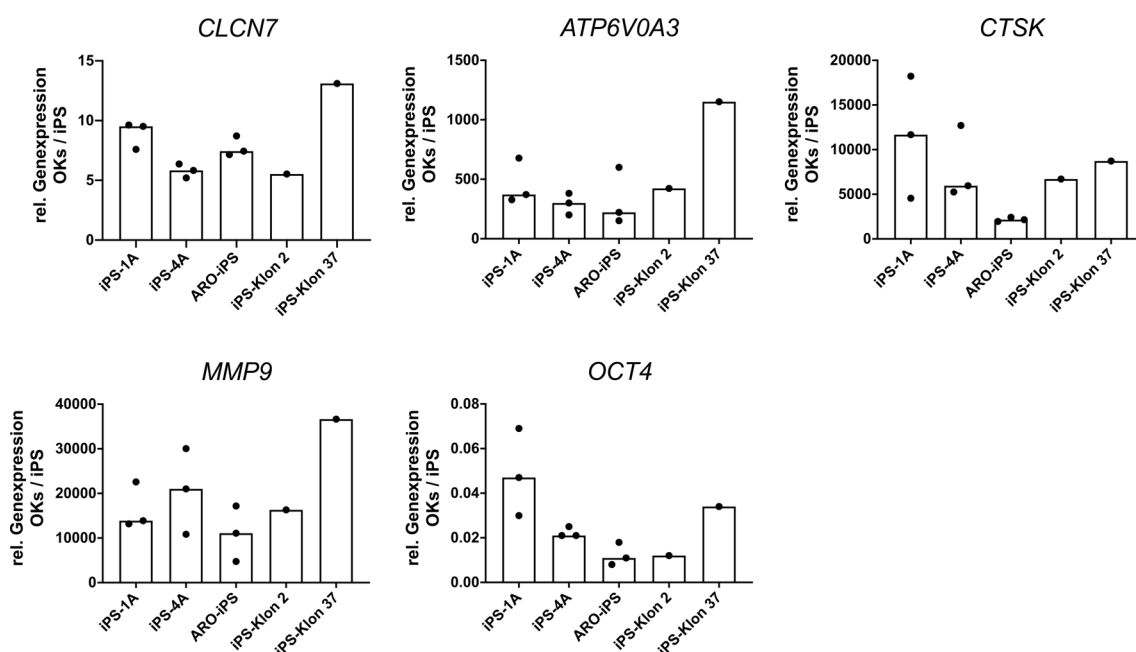 CLCN7
rel. Genexpression
OKs / iPS
15
10
5
0
iPS-1A
iPS-4A
ARO-iPS
iPS-Klon 2
iPS-Klon 37
ATP6V0A3
rel. Genexpression
OKs / iPS
1500
1000
500
0
iPS-1A
iPS-4A
ARO-iPS
iPS-Klon 2
iPS-Klon 37
CTSK
rel. Genexpression
OKs / iPS
20000
15000
10000
5000
0
iPS-1A
iPS-4A
ARO-iPS
iPS-Klon 2
iPS-Klon 37
MMP9
rel. Genexpression
OKs / iPS
40000
30000
20000
10000
0
iPS-1A
iPS-4A
ARO-iPS
iPS-Klon 2
iPS-Klon 37
OCT4
rel. Genexpression
OKs / iPS
0.08
0.06
0.04
0.02
0.00
iPS-1A
iPS-4A
ARO-iPS
iPS-Klon 2
iPS-Klon 37